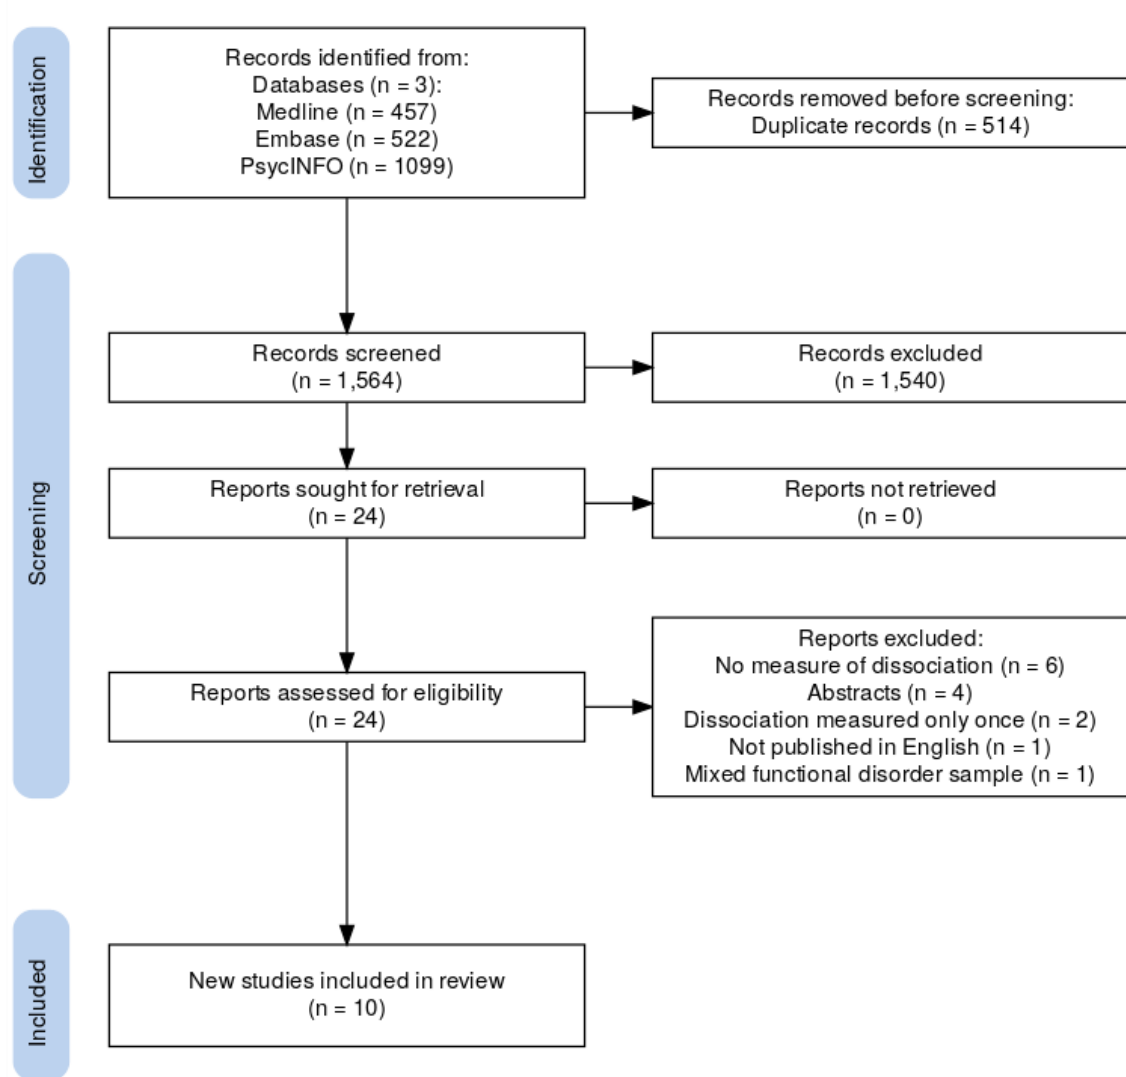 Identification
Records identified from:
Databases (n = 3):
Medline (n = 457)
Embase (n = 522)
PsycINFO (n = 1099)
Records removed before screening:
Duplicate records (n = 514)
Screening
Records screened
(n = 1,564)
Records excluded
(n = 1,540)
Reports sought for retrieval
(n = 24)
Reports not retrieved
(n = 0)
Reports assessed for eligibility
(n = 24)
Reports excluded:
No measure of dissociation (n = 6)
Abstracts (n = 4)
Dissociation measured only once (n = 2)
Not published in English (n = 1)
Mixed functional disorder sample (n = 1)
Included
New studies included in review
(n = 10)